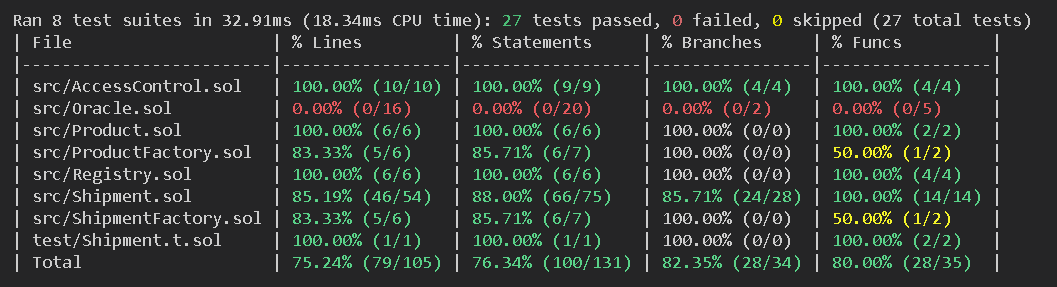 Ran 8 test suites in 32.91ms (18.34ms CPU time): 27 tests passed, 0 failed, 0 skipped (27 total tests)
| File                    | % Lines         | % Statements     | % Branches     | % Funcs        |
|-------------------------|-----------------|------------------|----------------|----------------|
| src/AccessControl.sol   | 100.00% (10/10) | 100.00% (9/9)    | 100.00% (4/4)  | 100.00% (4/4)  |
| src/Oracle.sol          | 0.00% (0/16)    | 0.00% (0/20)     | 0.00% (0/2)    | 0.00% (0/5)    |
| src/Product.sol         | 100.00% (6/6)   | 100.00% (6/6)    | 100.00% (0/0)  | 100.00% (2/2)  |
| src/ProductFactory.sol  | 83.33% (5/6)    | 85.71% (6/7)     | 100.00% (0/0)  | 50.00% (1/2)   |
| src/Registry.sol        | 100.00% (6/6)   | 100.00% (6/6)    | 100.00% (0/0)  | 100.00% (4/4)  |
| src/Shipment.sol        | 85.19% (46/54)  | 88.00% (66/75)   | 85.71% (24/28) | 100.00% (14/14) |
| src/ShipmentFactory.sol | 83.33% (5/6)    | 85.71% (6/7)     | 100.00% (0/0)  | 50.00% (1/2)   |
| test/Shipment.t.sol     | 100.00% (1/1)   | 100.00% (1/1)    | 100.00% (0/0)  | 100.00% (2/2)  |
| Total                   | 75.24% (79/105) | 76.34% (100/131) | 82.35% (28/34) | 80.00% (28/35) |